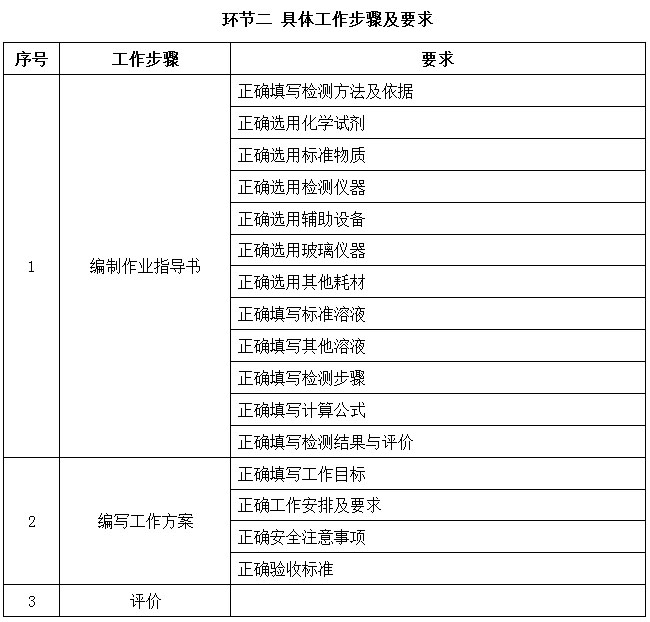 环节二 具体工作步骤及要求
序号 工作步骤 要求
1 编制作业指导书
正确填写检测方法及依据
正确选用化学试剂
正确选用标准物质
正确选用检测仪器
正确选用辅助设备
正确选用玻璃仪器
正确选用其他耗材
正确填写标准溶液
正确填写其他溶液
正确填写检测步骤
正确填写计算公式
正确填写检测结果与评价
2 编写工作方案
正确填写工作目标
正确工作安排及要求
正确安全注意事项
正确验收标准
3 评价